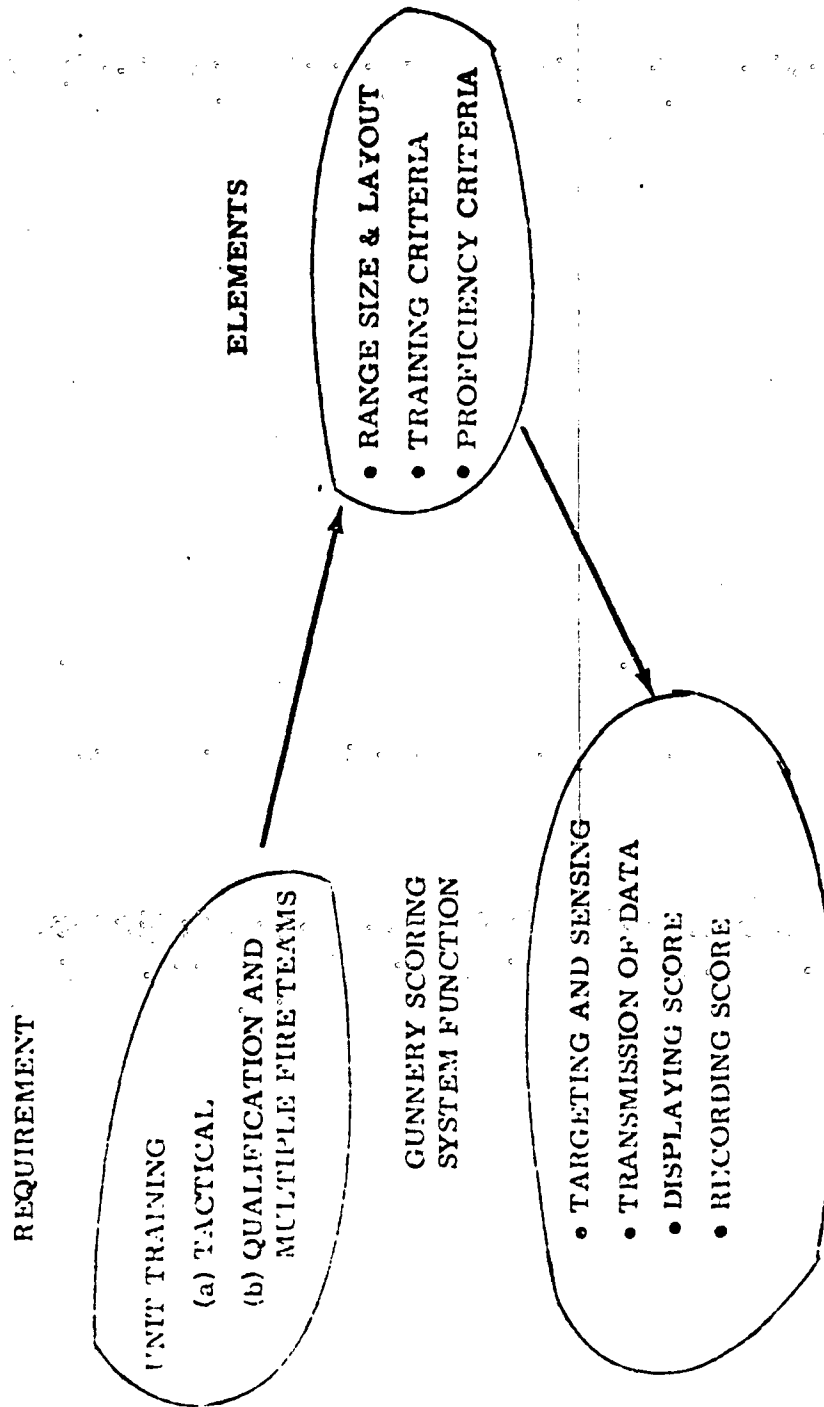 REQUIREMENT
UNIT TRAINING
(a) TACTICAL
(b) QUALIFICATION AND
MULTIPLE FIRE TEAMS
ELEMENTS
• RANGE SIZE & LAYOUT
• TRAINING CRITERIA
• PROFICIENCY CRITERIA
GUNNERY SCORING
SYSTEM FUNCTION
• TARGETING AND SENSING
• TRANSMISSION OF DATA
• DISPLAYING SCORE
• RECORDING SCORE